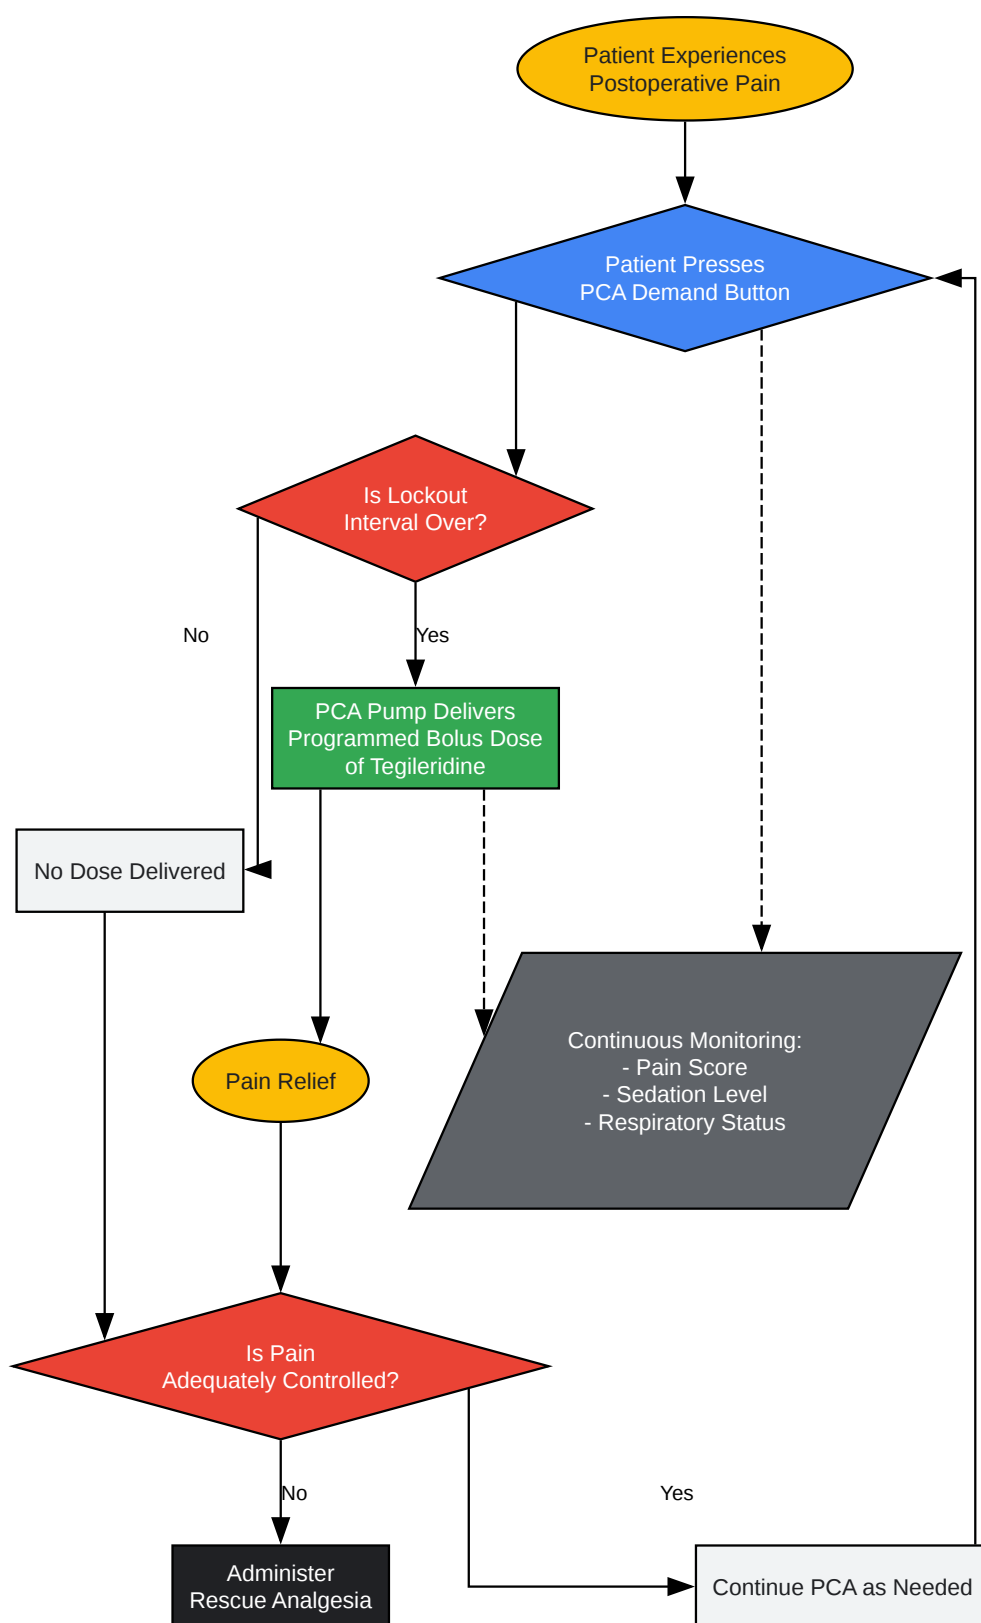 Patient Experiences
Postoperative Pain
Patient Presses
PCA Demand Button
Is Lockout
Interval Over?
No
Yes
PCA Pump Delivers
Programmed Bolus Dose
of Tegileridine
No Dose Delivered
Continuous Monitoring:
- Pain Score
- Sedation Level
- Respiratory Status
Pain Relief
Is Pain
Adequately Controlled?
No
Yes
Administer
Rescue Analgesia
Continue PCA as Needed